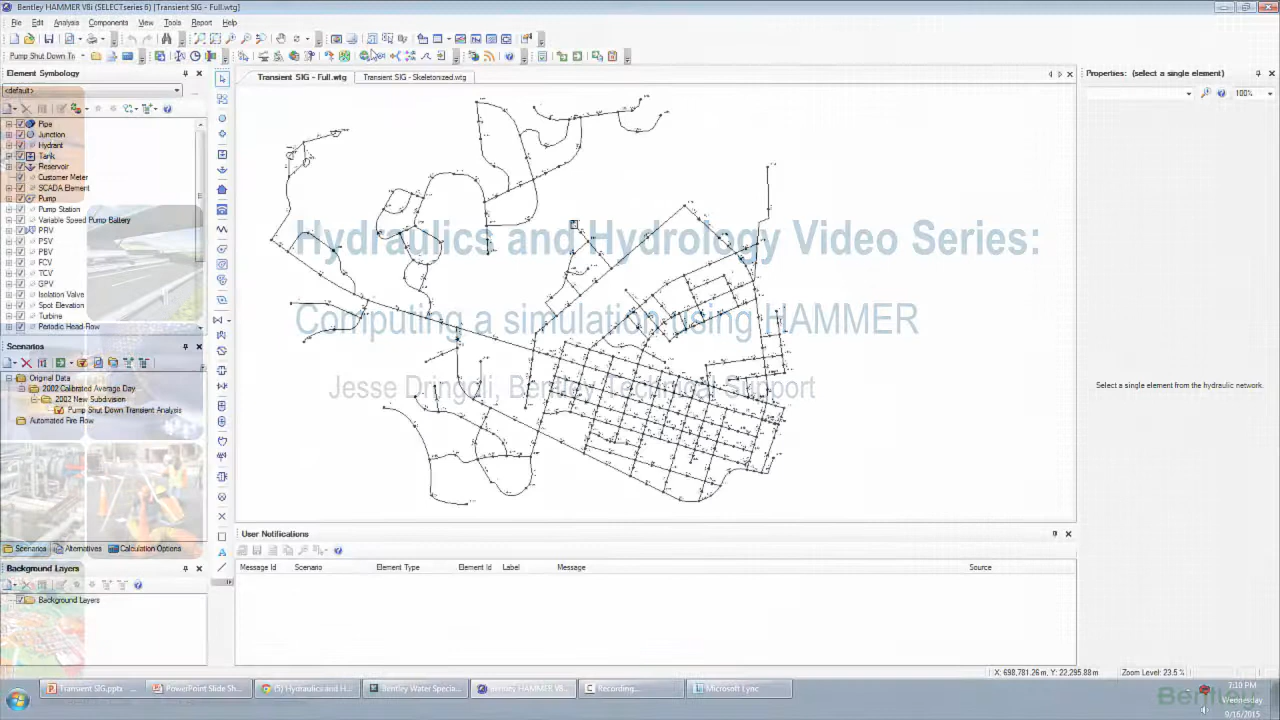 Bentley HAMMER V8i (SELECTseries 6) [Transient SIG - Full.wtg]
File Edit Analysis Components View Tools Report Help
Pump Shut Down Tr
Element Symbology
Transient SIG - Full.wtg Transient SIG - Skeletonized.wtg
Properties: (select a single element)
<default>
100%
Pipe
Junction
Hydrant
Tank
Reservoir
Customer Meter
SCADA Element
Pump
Pump Station
Variable Speed Pump Battery
PRV
PSV
PBV
FCV
TCV
GPV
Isolation Valve
Spot Elevation
Turbine
Periodic Head Flow
Hydraulics and Hydrology Video Series:
Computing a simulation using HAMMER
Bentley Technical Support
Select a single element from the hydraulic network.
Scenarios
Original Data
2002 Calibrated Average Day
2002 New Subdivision
Pump Shut Down Transient Analysis
Automated Fire Flow
Scenarios Alternatives Calculation Options
User Notifications
Message Id Scenario Element Type Element Id Label Message Source
Background Layers
Background Layers
X: 698,781.26 m, Y: 22,295.88 m Zoom Level: 23.5 %
Transient SIG.pptx - PowerPoint Slide Sh... (5) Hydraulics and H... Bentley Water Specia... Bentley HAMMER V8... Recording... Microsoft Lync
7:10 PM
Wednesday
9/16/2015
Bentley